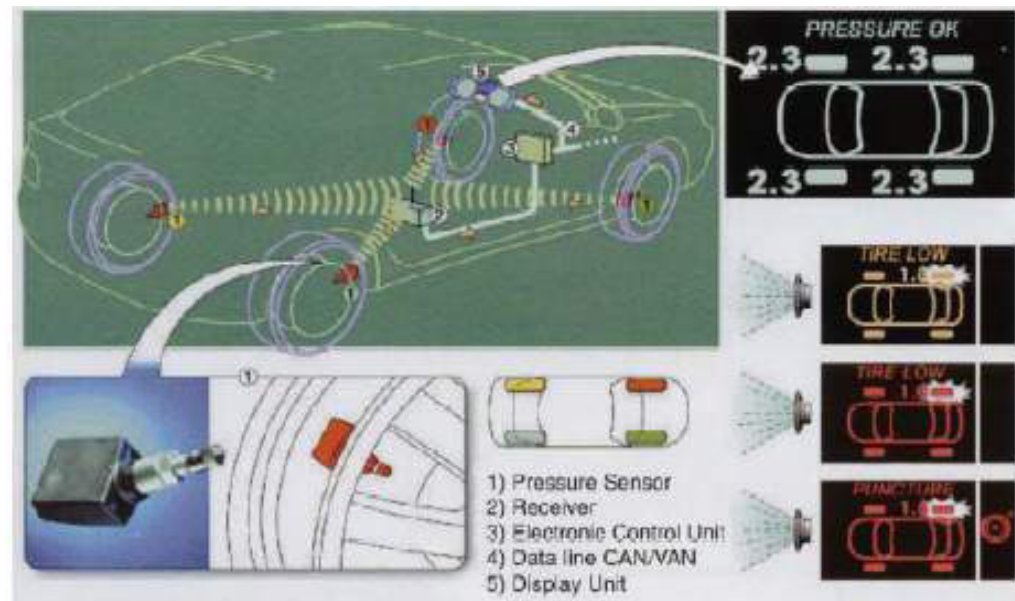 PRESSURE OK
2.3 2.3
2.3 2.3
TIRE LOW
TIRE LOW
PUNCTURE
1
1) Pressure Sensor
2) Receiver
3) Electronic Control Unit
4) Data line CAN/VAN
5) Display Unit